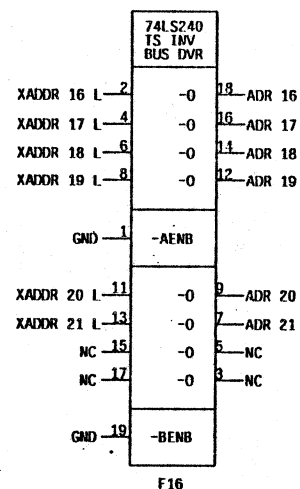 74LS240
TS INV
BUS DVR
XADDR 16 L 2 -0 18 ADR 16
XADDR 17 L 4 -0 16 ADR 17
XADDR 18 L 6 -0 14 ADR 18
XADDR 19 L 8 -0 12 ADR 19
GND 1 -AENB
XADDR 20 L 11 -0 9 ADR 20
XADDR 21 L 13 -0 7 ADR 21
NC 15 -0 5 NC
NC 17 -0 3 NC
GND 19 -BENB
F16